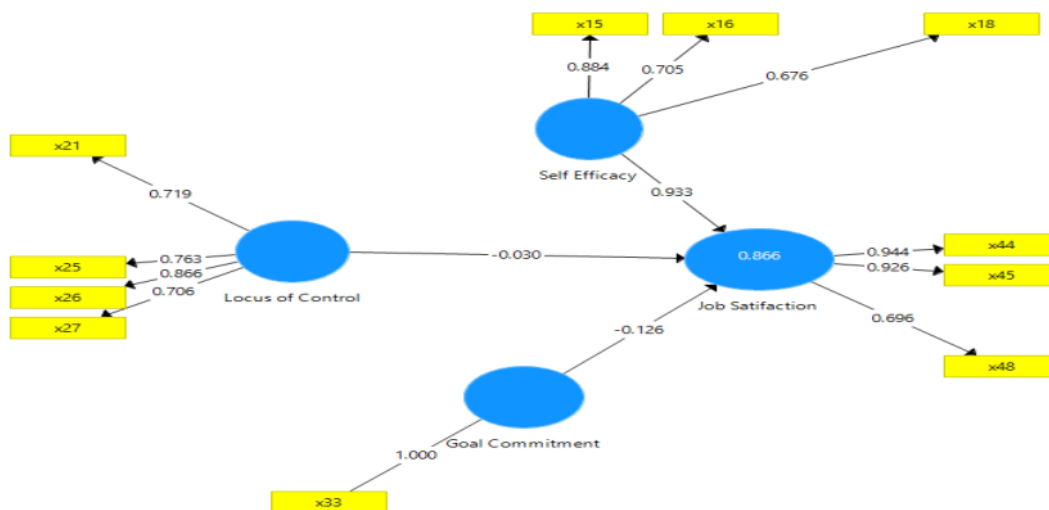 x15
x16
x18
0.884
0.705
0.676
x21
Self Efficacy
0.719
0.933
x25
0.763
x44
0.944
-0.030
0.866
0.866
0.926
x45
x26
Locus of Control
Job Satifaction
0.706
x27
0.696
-0.126
x48
Goal Commitment
1.000
x33